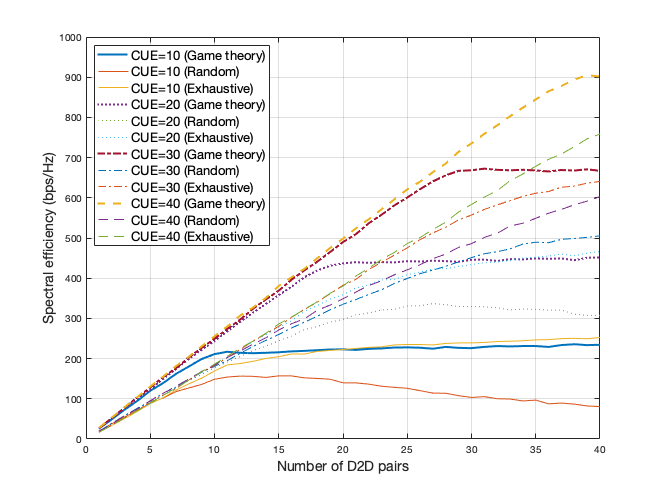 1000
900
800
700
600
500
400
300
200
100
0
Spectral efficiency (bps/Hz)
CUE=10 (Game theory)
CUE=10 (Random)
CUE=10 (Exhaustive)
CUE=20 (Game theory)
CUE=20 (Random)
CUE=20 (Exhaustive)
CUE=30 (Game theory)
CUE=30 (Random)
CUE=30 (Exhaustive)
CUE=40 (Game theory)
CUE=40 (Random)
CUE=40 (Exhaustive)
0 5 10 15 20 25 30 35 40
Number of D2D pairs